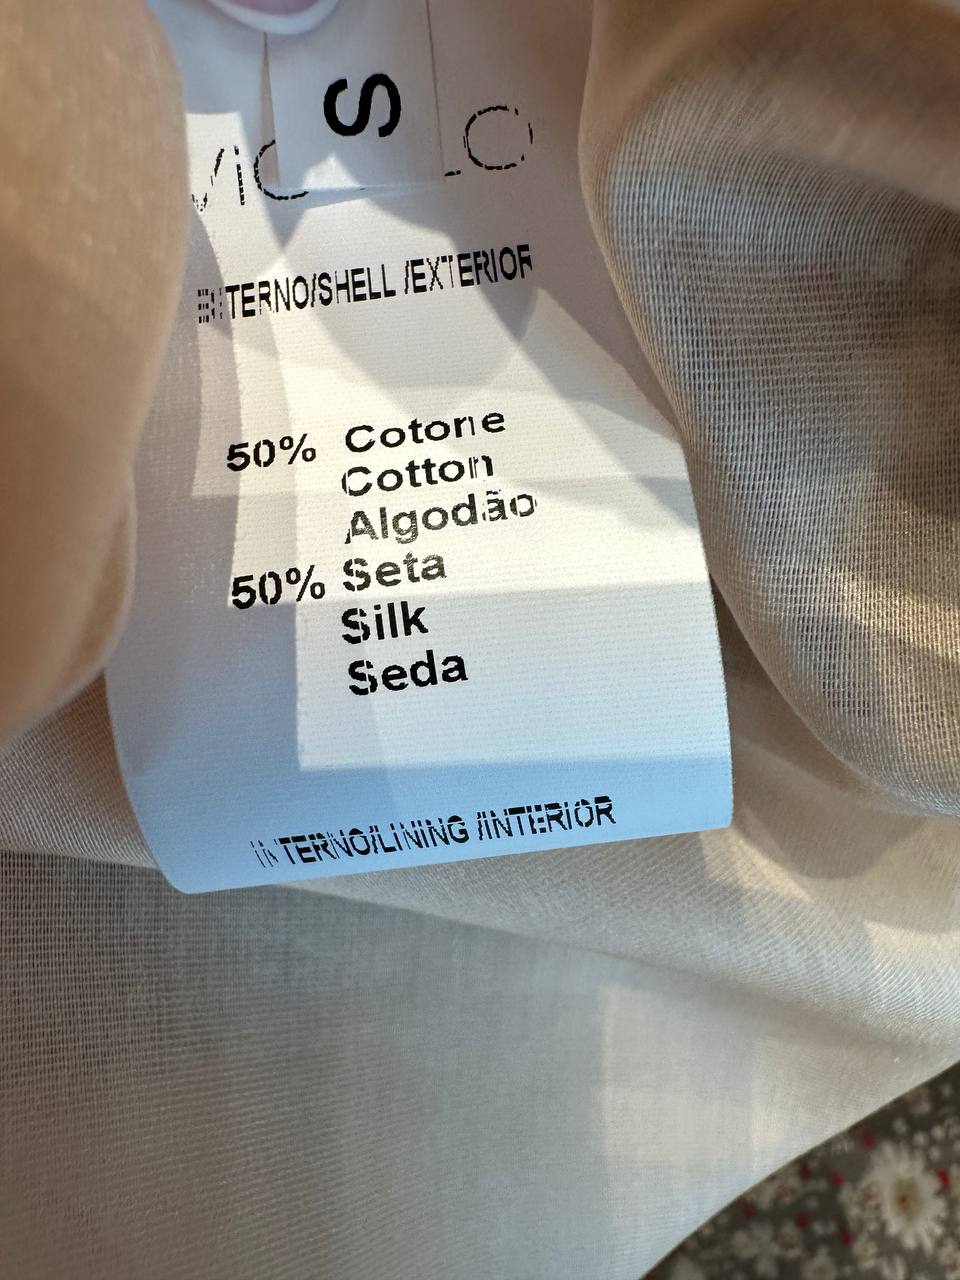 S
ESTERNO/SHELL /EXTERIOR
50% Cotone
Cotton
Algodão
50% Seta
Silk
Seda
INTERNO/LINING /INTERIOR